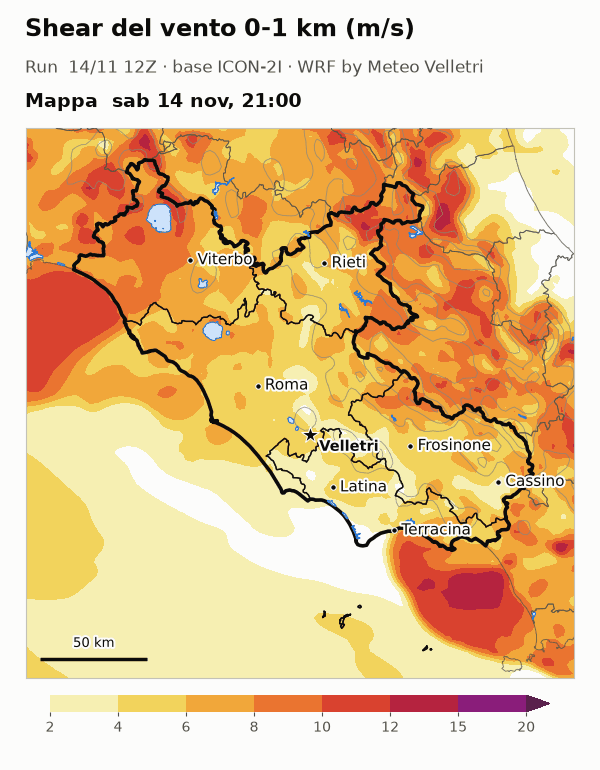 Shear del vento 0-1 km (m/s)
Run 14/11 12Z · base ICON-2I · WRF by Meteo Velletri
Mappa sab 14 nov, 21:00
Viterbo
Rieti
Roma
Velletri
Frosinone
Latina
Cassino
Terracina
50 km
2 4 6 8 10 12 15 20